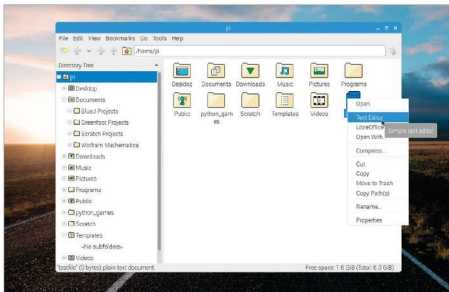 pi
File Edit View Bookmarks Go Tools Help
/home/pi
Directory Tree
pi
Desktop
Documents
BlueJ Projects
Greenfoot Projects
Scratch Projects
Wolfram Mathematica
Downloads
Music
Pictures
Programs
Public
python_games
Scratch
Templates
<No subfolders>
Videos
Desktop Documents Downloads Music Pictures Programs
Public python_gam Scratch Templates Videos
es
Open
Text Editor
LibreOffice
Simple text editor
Open With...
Compress...
Cut
Copy
Move to Trash
Copy Path(s)
Rename...
Properties
"testfile" (0 bytes) plain text document
Free space: 1.6 GiB (Total: 6.0 GiB)